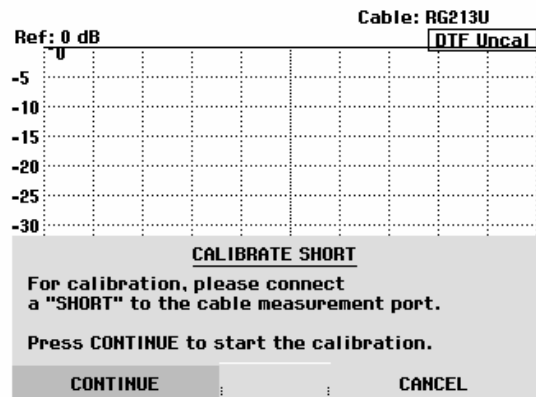 Cable: RG213U
Ref: 0 dB
DTF Uncal
0
-5
-10
-15
-20
-25
-30
CALIBRATE SHORT
For calibration, please connect
a "SHORT" to the cable measurement port.
Press CONTINUE to start the calibration.
CONTINUE
CANCEL